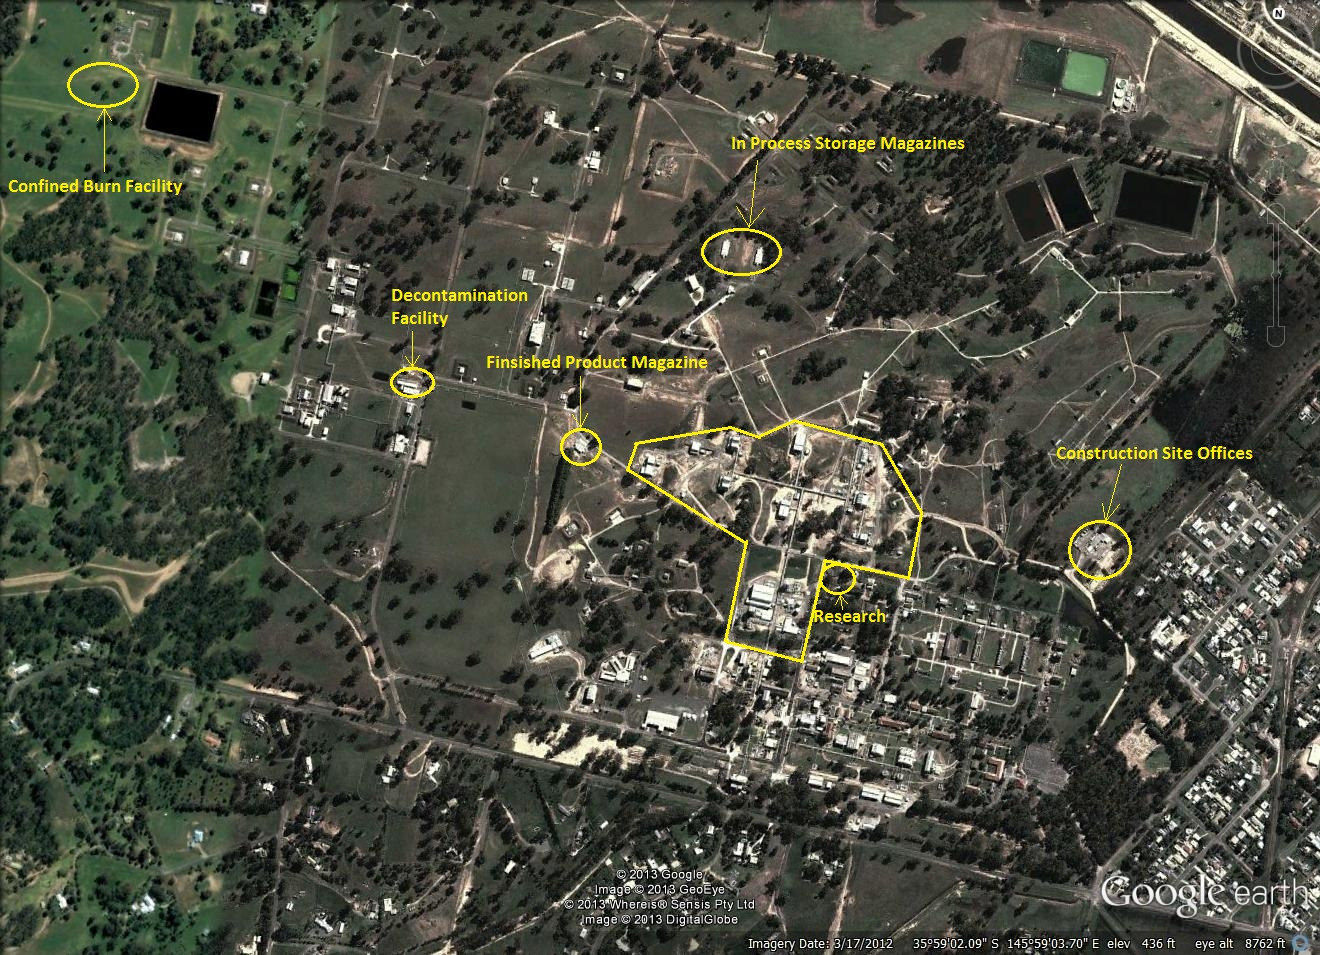 N
In Process Storage Magazines
Confined Burn Facility
Decontamination
Facility
Finsished Product Magazine
Construction Site Offices
Research
© 2013 Google
Image © 2013 GeoEye
© 2013 Whereis® Sensis Pty Ltd
Image © 2013 DigitalGlobe
Google earth
Imagery Date: 3/17/2012 35°59'02.09" S 145°59'03.70" E elev 436 ft eye alt 8762 ft